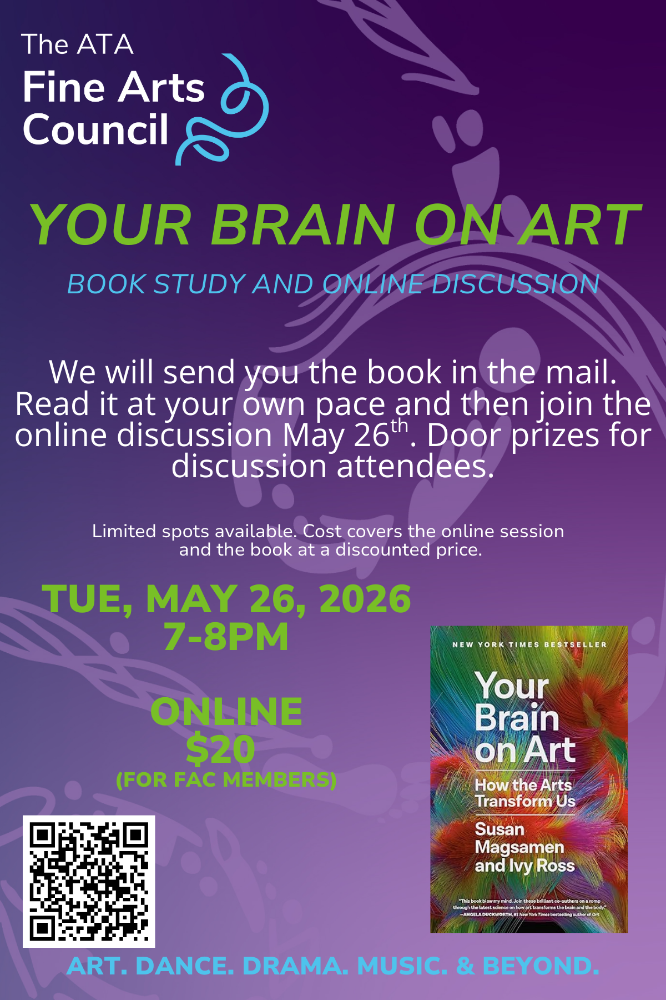 The ATA
Fine Arts
Council
YOUR BRAIN ON ART
BOOK STUDY AND ONLINE DISCUSSION
We will send you the book in the mail.
Read it at your own pace and then join the
online discussion May 26th. Door prizes for
discussion attendees.
Limited spots available. Cost covers the online session
and the book at a discounted price.
TUE, MAY 26, 2026
7-8PM
ONLINE
$20
(FOR FAC MEMBERS)
NEW YORK TIMES BESTSELLER
Your
Brain
on Art
How the Arts
Transform Us
Susan
Magsamen
and Ivy Ross
"This book blew my mind. Join these brilliant co-authors on a romp
through the latest science on how art transforms the brain and the body."
—ANGELA DUCKWORTH, #1 New York Times bestselling author of Grit
ART. DANCE. DRAMA. MUSIC. & BEYOND.